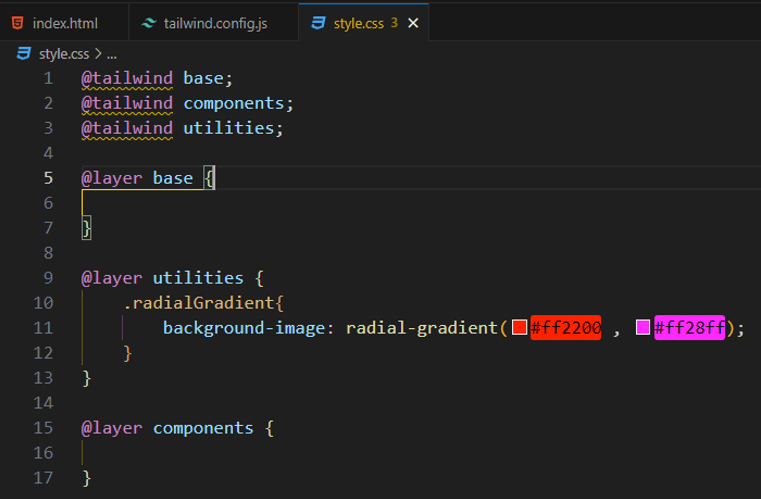 index.html tailwind.config.js style.css 3
style.css > ...
1 @tailwind base;
2 @tailwind components;
3 @tailwind utilities;
4
5 @layer base {
6
7 }
8
9 @layer utilities {
10 .radialGradient{
11 background-image: radial-gradient(#ff2200 , #ff28ff);
12 }
13 }
14
15 @layer components {
16
17 }